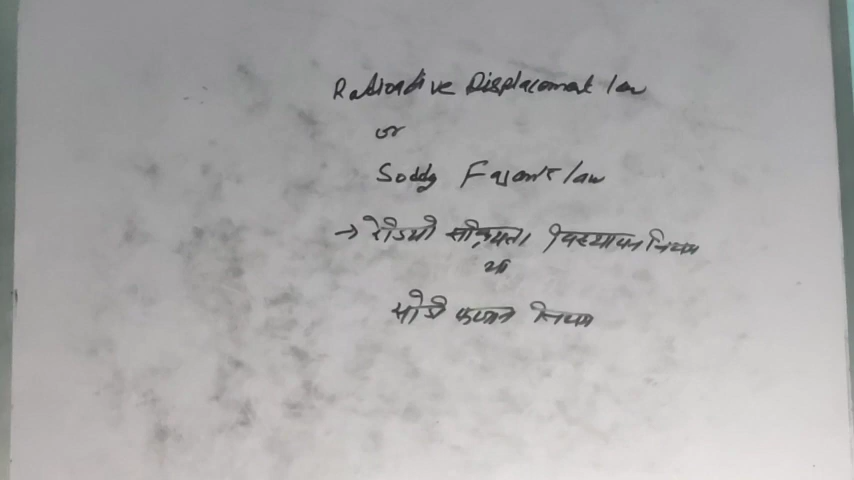 Radioactive Displacement law
or
Soddy Fajan's law
→ रेडियो सक्रियता विस्थापन नियम
या
सोडी फजान नियम